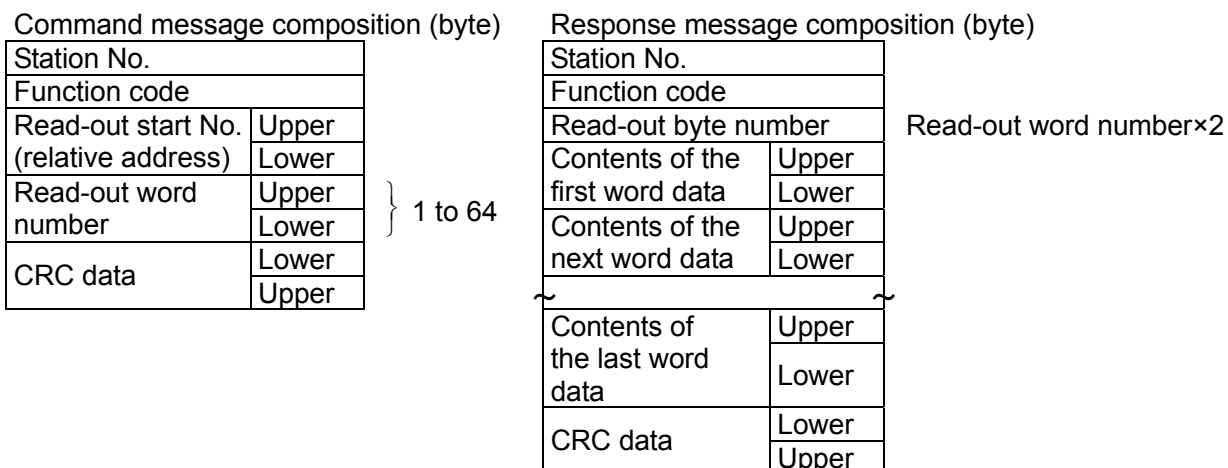 Command message composition (byte)
Station No.
Function code
Read-out start No. Upper
(relative address) Lower
Read-out word Upper
number Lower
} 1 to 64
CRC data Lower
Upper
Response message composition (byte)
Station No.
Function code
Read-out byte number Read-out word number×2
Contents of the Upper
first word data Lower
Contents of the Upper
next word data Lower
~ ~
Contents of Upper
the last word
data Lower
CRC data Lower
Upper